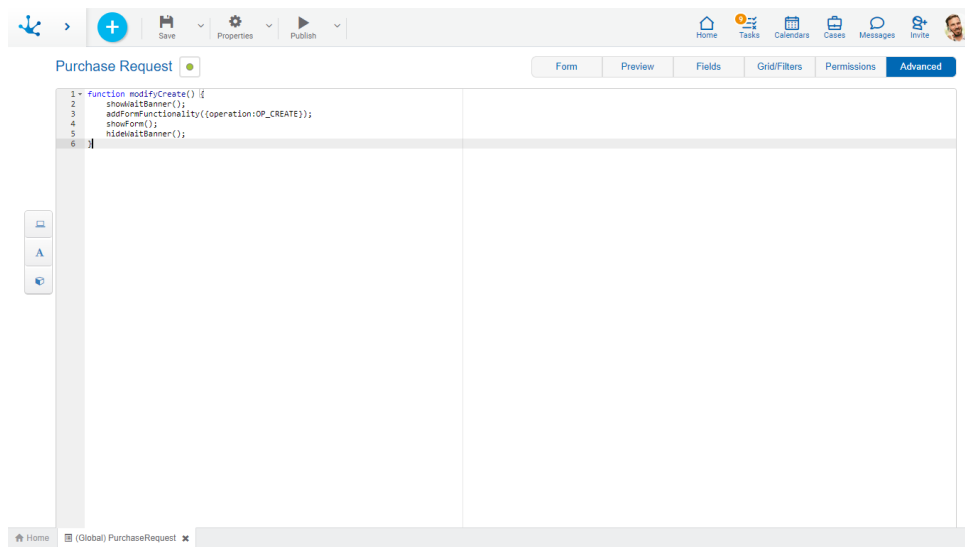 Save
Properties
Publish
Home
9
Tasks
Calendars
Cases
Messages
Invite
Purchase Request
Form
Preview
Fields
Grid/Filters
Permissions
Advanced
1 function modifyCreate() {
2 showWaitBanner();
3 addFormFunctionality({operation:OP_CREATE});
4 showForm();
5 hideWaitBanner();
6 }
A
Home
(Global) PurchaseRequest